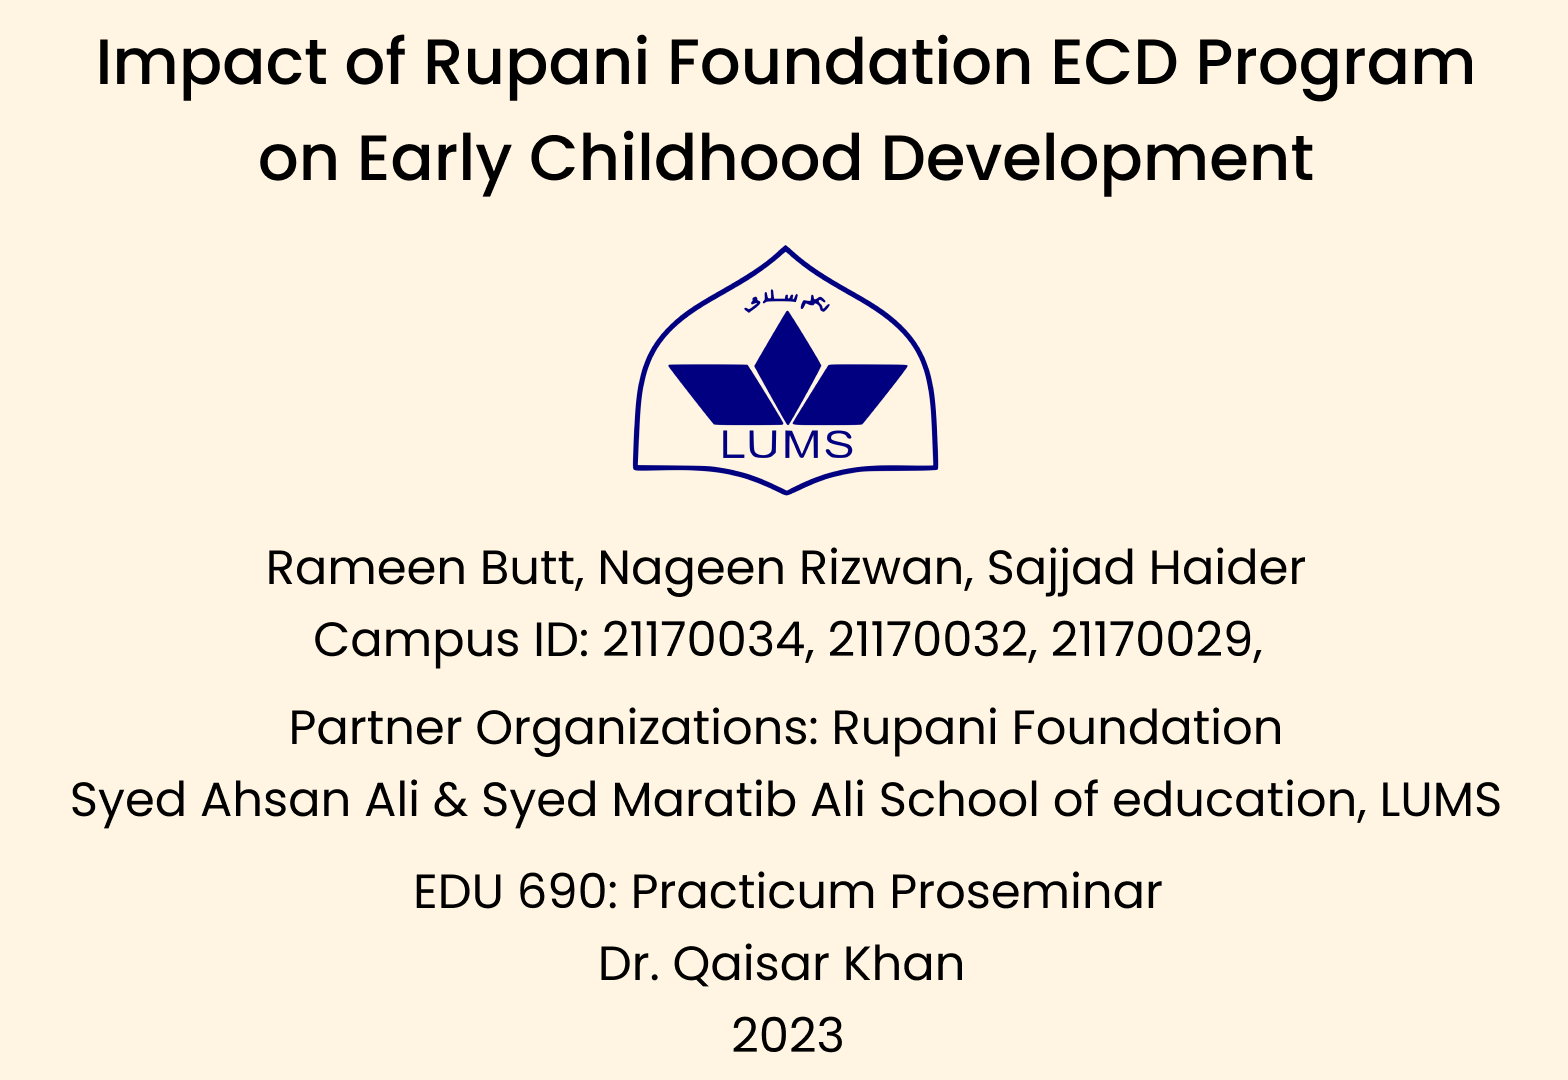 Impact of Rupani Foundation ECD Program
on Early Childhood Development
LUMS
Rameen Butt, Nageen Rizwan, Sajjad Haider
Campus ID: 21170034, 21170032, 21170029,
Partner Organizations: Rupani Foundation
Syed Ahsan Ali & Syed Maratib Ali School of education, LUMS
EDU 690: Practicum Proseminar
Dr. Qaisar Khan
2023